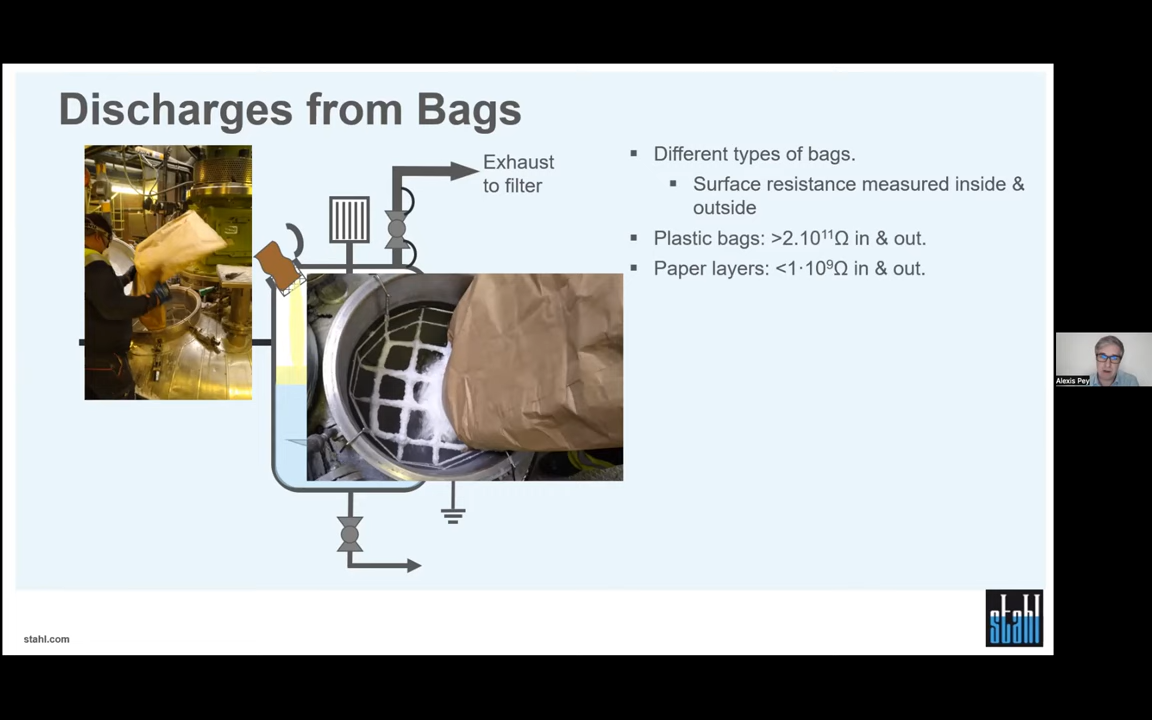 Discharges from Bags
Exhaust
to filter
▪ Different types of bags.
▪ Surface resistance measured inside &
outside
▪ Plastic bags: >2.10¹¹Ω in & out.
▪ Paper layers: <1·10⁹Ω in & out.
Alexis Pey
stahl.com
stahl